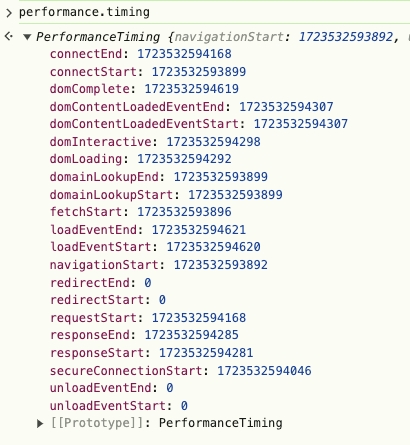 performance.timing
PerformanceTiming {navigationStart: 1723532593892,
connectEnd: 1723532594168
connectStart: 1723532593899
domComplete: 1723532594619
domContentLoadedEventEnd: 1723532594307
domContentLoadedEventStart: 1723532594307
domInteractive: 1723532594298
domLoading: 1723532594292
domainLookupEnd: 1723532593899
domainLookupStart: 1723532593899
fetchStart: 1723532593896
loadEventEnd: 1723532594621
loadEventStart: 1723532594620
navigationStart: 1723532593892
redirectEnd: 0
redirectStart: 0
requestStart: 1723532594168
responseEnd: 1723532594285
responseStart: 1723532594281
secureConnectionStart: 1723532594046
unloadEventEnd: 0
unloadEventStart: 0
[[Prototype]]: PerformanceTiming